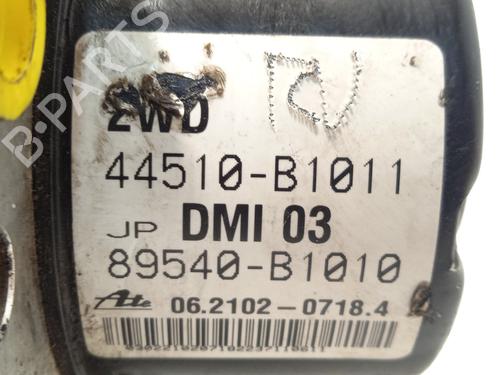 2WD
44510-B1011
JP DMI 03
89540-B1010
Ate 06.2102-0718.4
B-PARTS